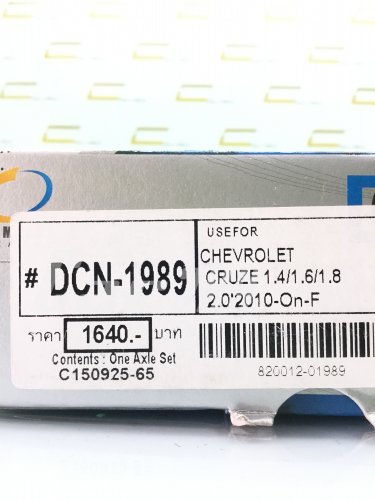 # DCN-1989
ราคา 1640.- บาท
Contents : One Axle Set
C150925-65
USEFOR
CHEVROLET
CRUZE 1.4/1.6/1.8
2.0'2010-On-F
820012-01989